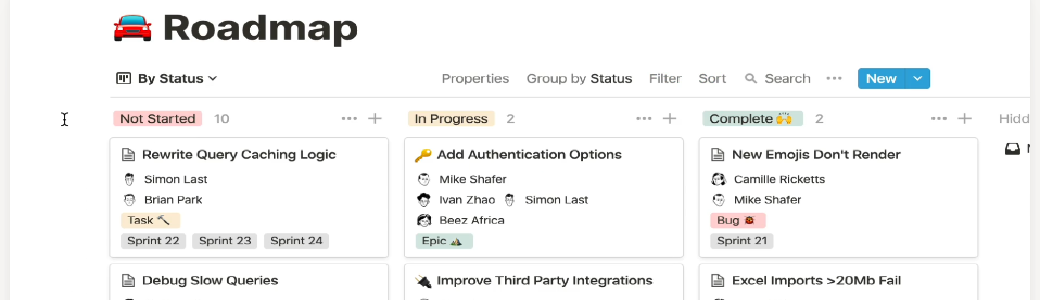 Roadmap
By Status Properties Group by Status Filter Sort Search New
Not Started 10 In Progress 2 Complete 2 Hidd
Rewrite Query Caching Logic
Simon Last
Brian Park
Task
Sprint 22 Sprint 23 Sprint 24
Debug Slow Queries
Add Authentication Options
Mike Shafer
Ivan Zhao Simon Last
Beez Africa
Epic
Improve Third Party Integrations
New Emojis Don't Render
Camille Ricketts
Mike Shafer
Bug
Sprint 21
Excel Imports >20Mb Fail